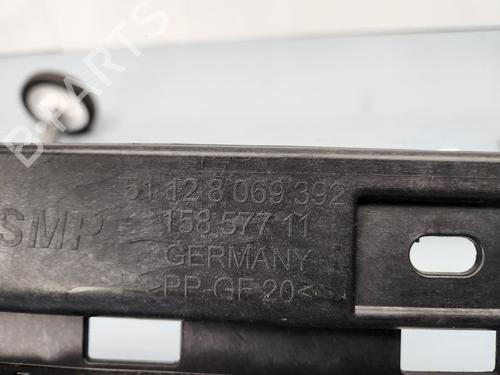 B-PARTS
51 12 8 069 392
SMP
158 577 11
GERMANY
>PP-GF 20<